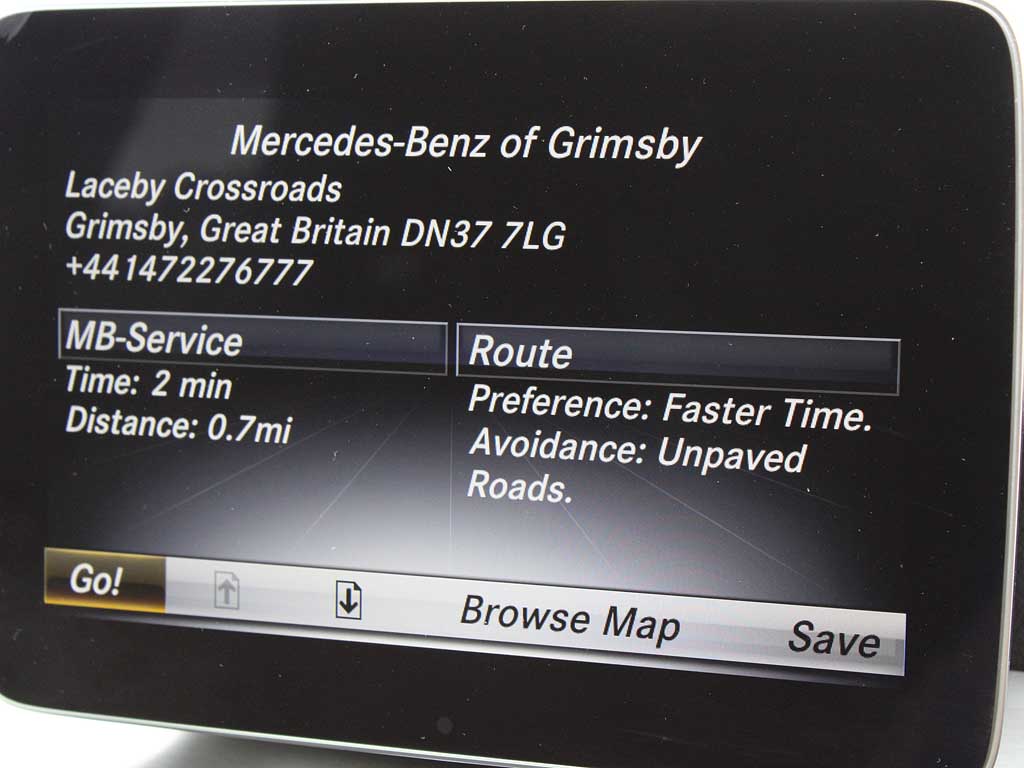 Mercedes-Benz of Grimsby
Laceby Crossroads
Grimsby, Great Britain DN37 7LG
+441472276777
MB-Service
Time: 2 min
Distance: 0.7mi
Route
Preference: Faster Time.
Avoidance: Unpaved
Roads.
Go! Browse Map Save